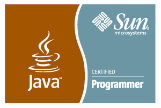 Sun
microsystems
Java
CERTIFIED
Programmer